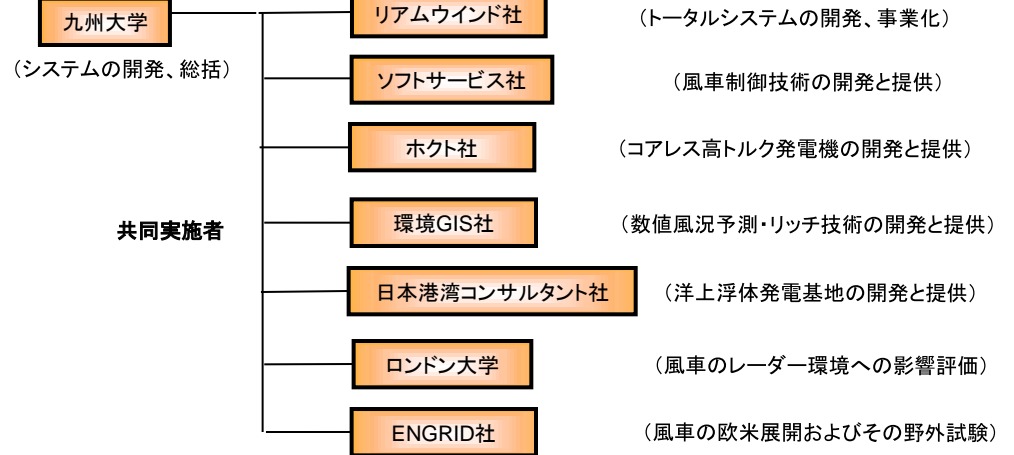 九州大学
（システムの開発、総括）
共同実施者
リアムウインド社
（トータルシステムの開発、事業化）
ソフトサービス社
（風車制御技術の開発と提供）
ホクト社
（コアレス高トルク発電機の開発と提供）
環境GIS社
（数値風況予測・リッチ技術の開発と提供）
日本港湾コンサルタント社
（洋上浮体発電基地の開発と提供）
ロンドン大学
（風車のレーダー環境への影響評価）
ENGRID社
（風車の欧米展開およびその野外試験）